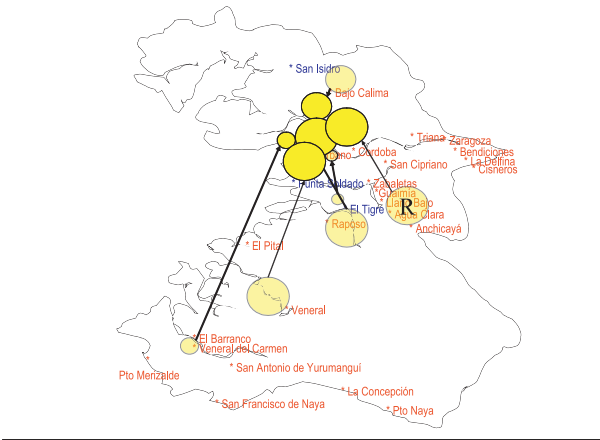 * San Isidro
* Bajo Calima
* Triana
* Zaragoza
* Córdoba
* Bendiciones
* San Cipriano
* La Delfina
* Cisneros
* Punta Soldado
* Zabaletas
* Guaimia
* Llano Bajo
R
* El Tigre
* Agua Clara
* Raposo
* Anchicayá
* El Pital
* Veneral
* El Barranco
* Veneral del Carmen
* Pto Merizalde
* San Antonio de Yurumanguí
* La Concepción
* San Francisco de Naya
* Pto Naya